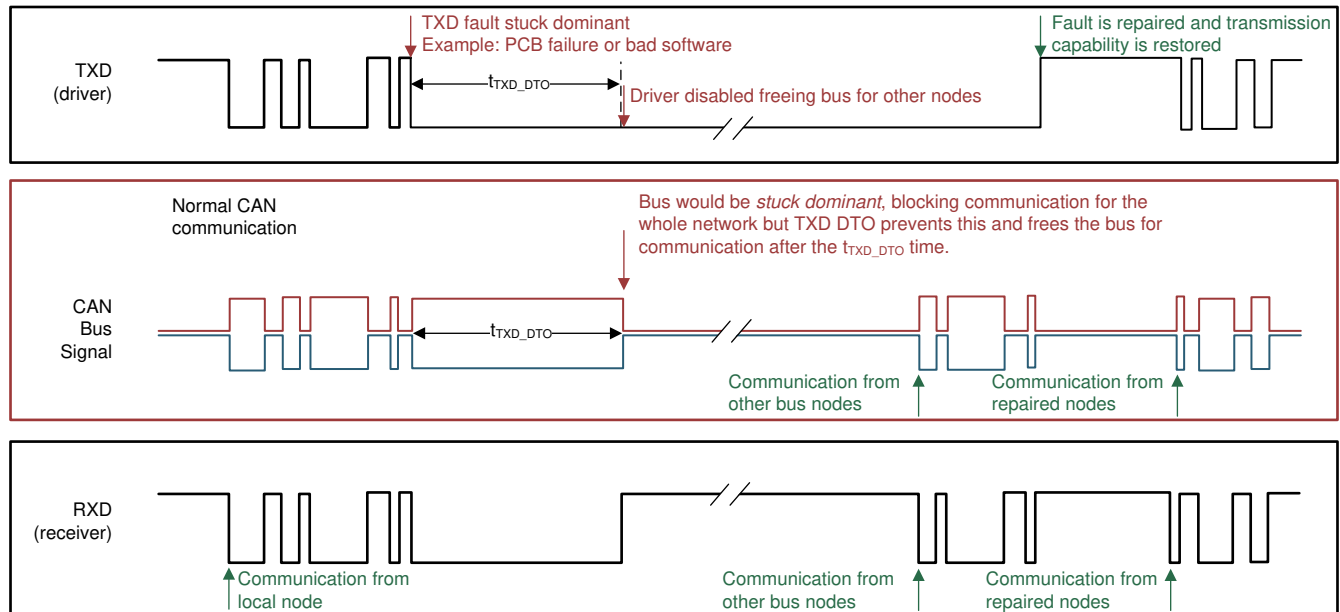 TXD fault stuck dominant
Example: PCB failure or bad software
Fault is repaired and transmission
capability is restored
TXD
(driver)
tTXD_DTO
Driver disabled freeing bus for other nodes
Normal CAN
communication
Bus would be stuck dominant, blocking communication for the
whole network but TXD DTO prevents this and frees the bus for
communication after the tTXD_DTO time.
CAN
Bus
Signal
tTXD_DTO
Communication from
other bus nodes
Communication from
repaired nodes
RXD
(receiver)
Communication from
local node
Communication from
other bus nodes
Communication from
repaired nodes